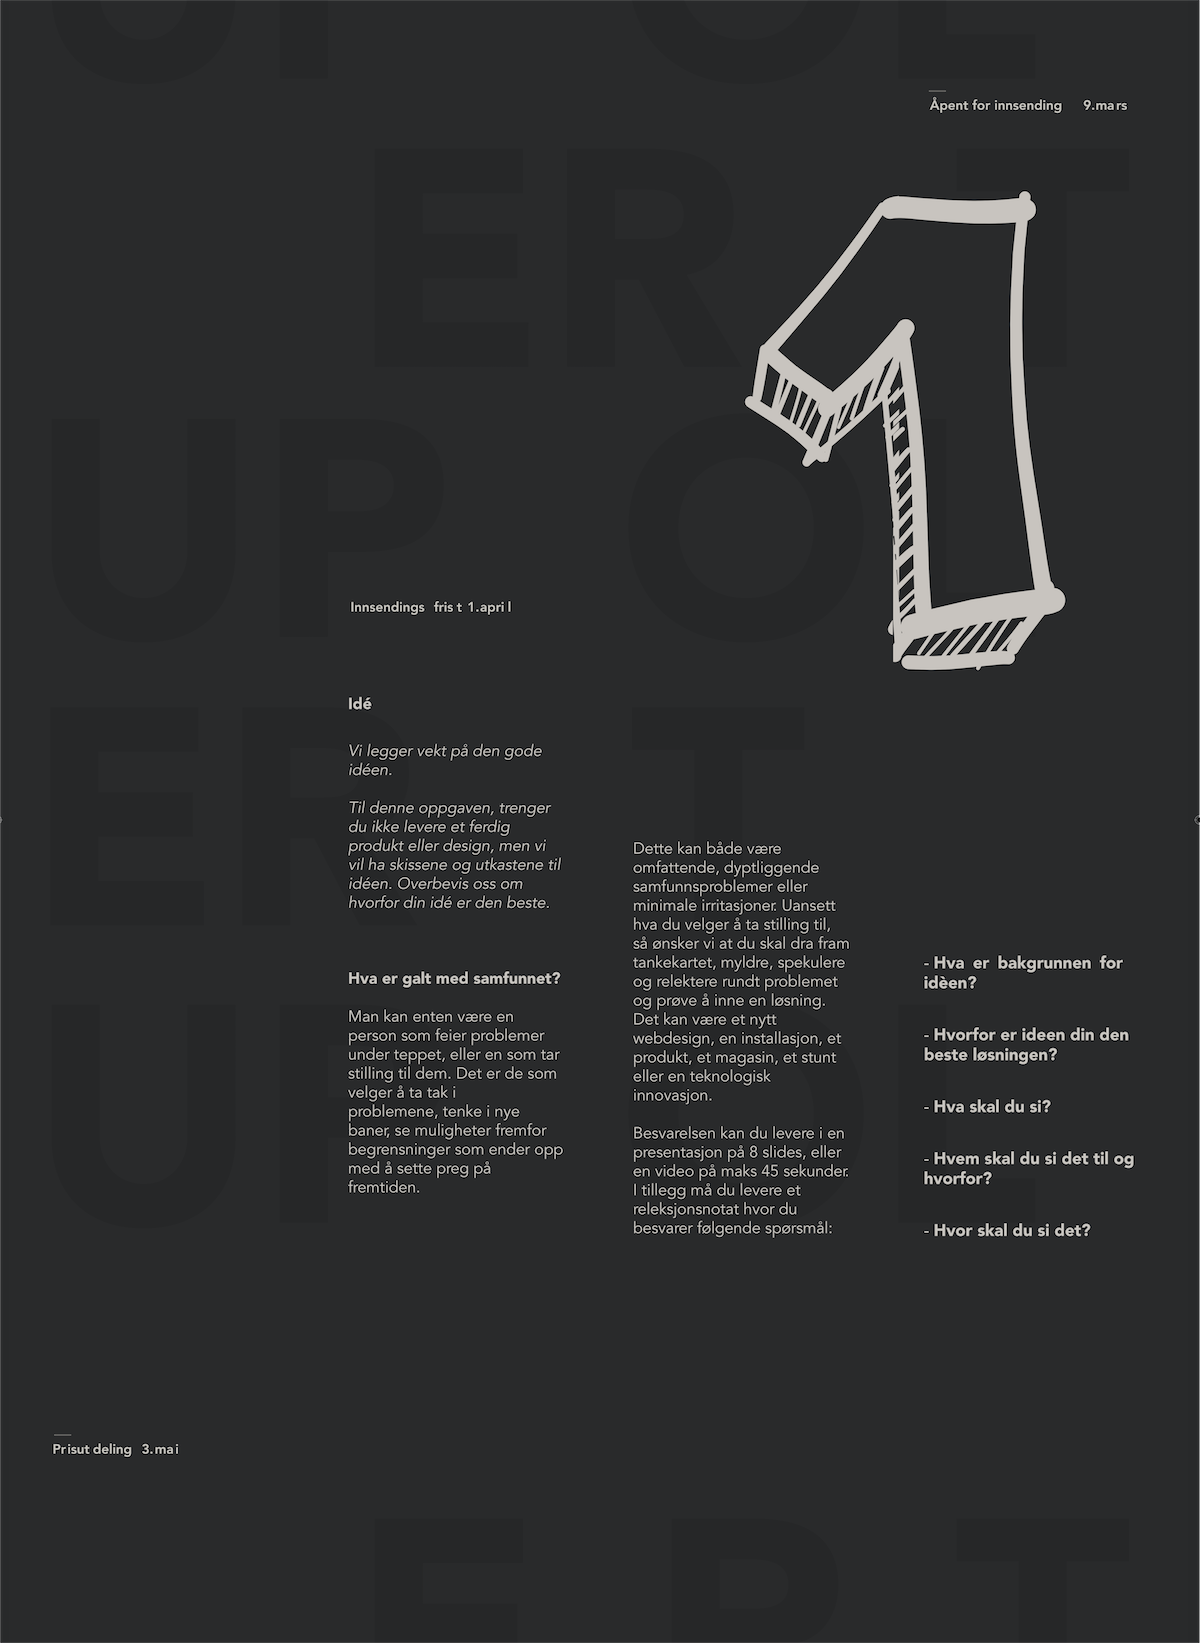 UP OL
Åpent for innsending 9.mars
ER T
1
UP OL
Innsendings frist 1.april
ER T
Idé
Vi legger vekt på den gode
idéen.
Til denne oppgaven, trenger
du ikke levere et ferdig
produkt eller design, men vi
vil ha skissene og utkastene til
idéen. Overbevis oss om
hvorfor din idé er den beste.
Hva er galt med samfunnet?
Man kan enten være en
person som feier problemer
under teppet, eller en som tar
stilling til dem. Det er de som
velger å ta tak i
problemene, tenke i nye
baner, se muligheter fremfor
begrensninger som ender opp
med å sette preg på
fremtiden.
Dette kan både være
omfattende, dyptliggende
samfunnsproblemer eller
minimale irritasjoner. Uansett
hva du velger å ta stilling til,
så ønsker vi at du skal dra fram
tankekartet, myldre, spekulere
og relektere rundt problemet
og prøve å inne en løsning.
Det kan være et nytt
webdesign, en installasjon, et
produkt, et magasin, et stunt
eller en teknologisk
innovasjon.
Besvarelsen kan du levere i en
presentasjon på 8 slides, eller
en video på maks 45 sekunder.
I tillegg må du levere et
releksjonsnotat hvor du
besvarer følgende spørsmål:
- Hva er bakgrunnen for
idèen?
- Hvorfor er ideen din den
beste løsningen?
- Hva skal du si?
- Hvem skal du si det til og
hvorfor?
- Hvor skal du si det?
UP OL
Prisutdeling 3.mai